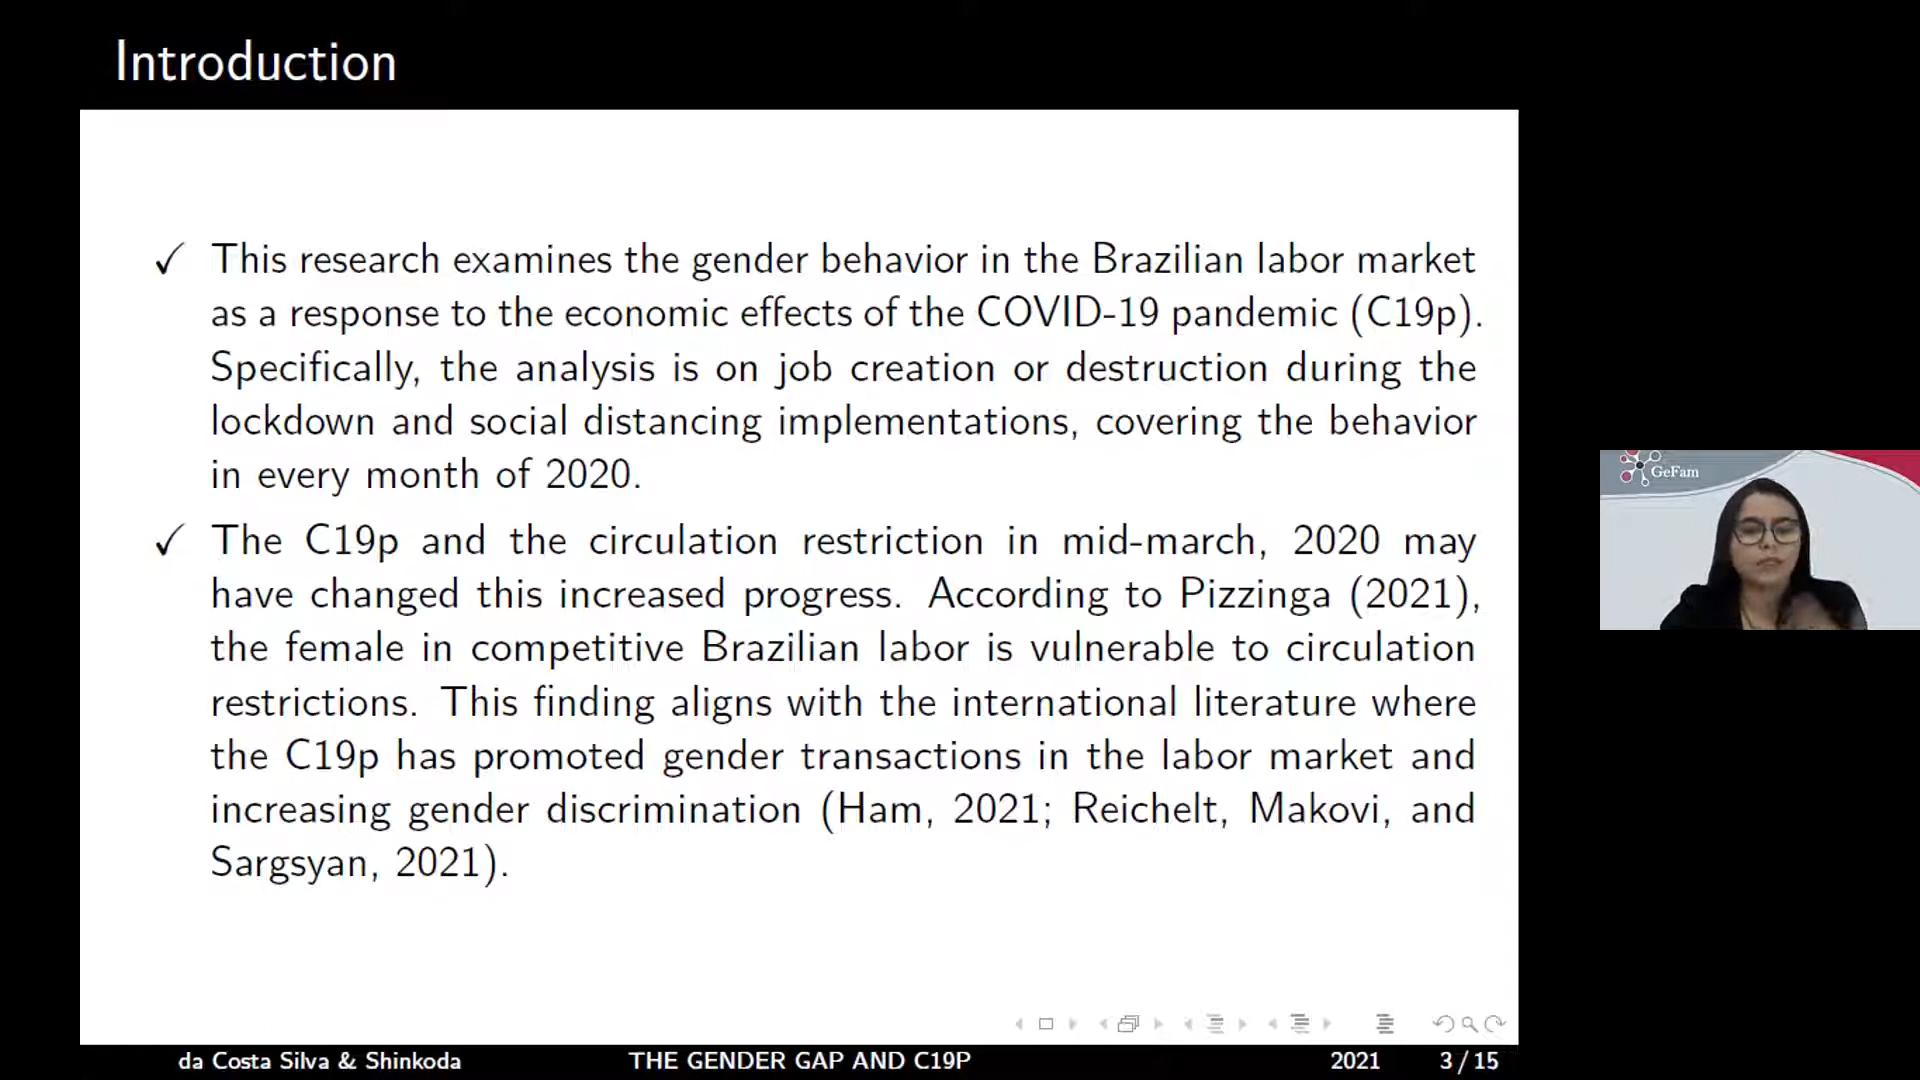 Introduction
✓ This research examines the gender behavior in the Brazilian labor market
as a response to the economic effects of the COVID-19 pandemic (C19p).
Specifically, the analysis is on job creation or destruction during the
lockdown and social distancing implementations, covering the behavior
in every month of 2020.
✓ The C19p and the circulation restriction in mid-march, 2020 may
have changed this increased progress. According to Pizzinga (2021),
the female in competitive Brazilian labor is vulnerable to circulation
restrictions. This finding aligns with the international literature where
the C19p has promoted gender transactions in the labor market and
increasing gender discrimination (Ham, 2021; Reichelt, Makovi, and
Sargsyan, 2021).
GeFam
da Costa Silva & Shinkoda THE GENDER GAP AND C19P 2021 3 / 15